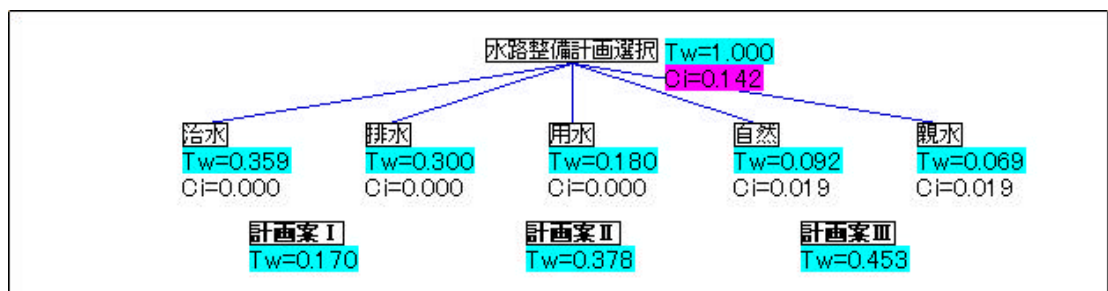 水路整備計画選択 Tw=1.000
Ci=0.142
治水 排水 用水 自然 親水
Tw=0.359 Tw=0.300 Tw=0.180 Tw=0.092 Tw=0.069
Ci=0.000 Ci=0.000 Ci=0.000 Ci=0.019 Ci=0.019
計画案Ⅰ 計画案Ⅱ 計画案Ⅲ
Tw=0.170 Tw=0.378 Tw=0.453